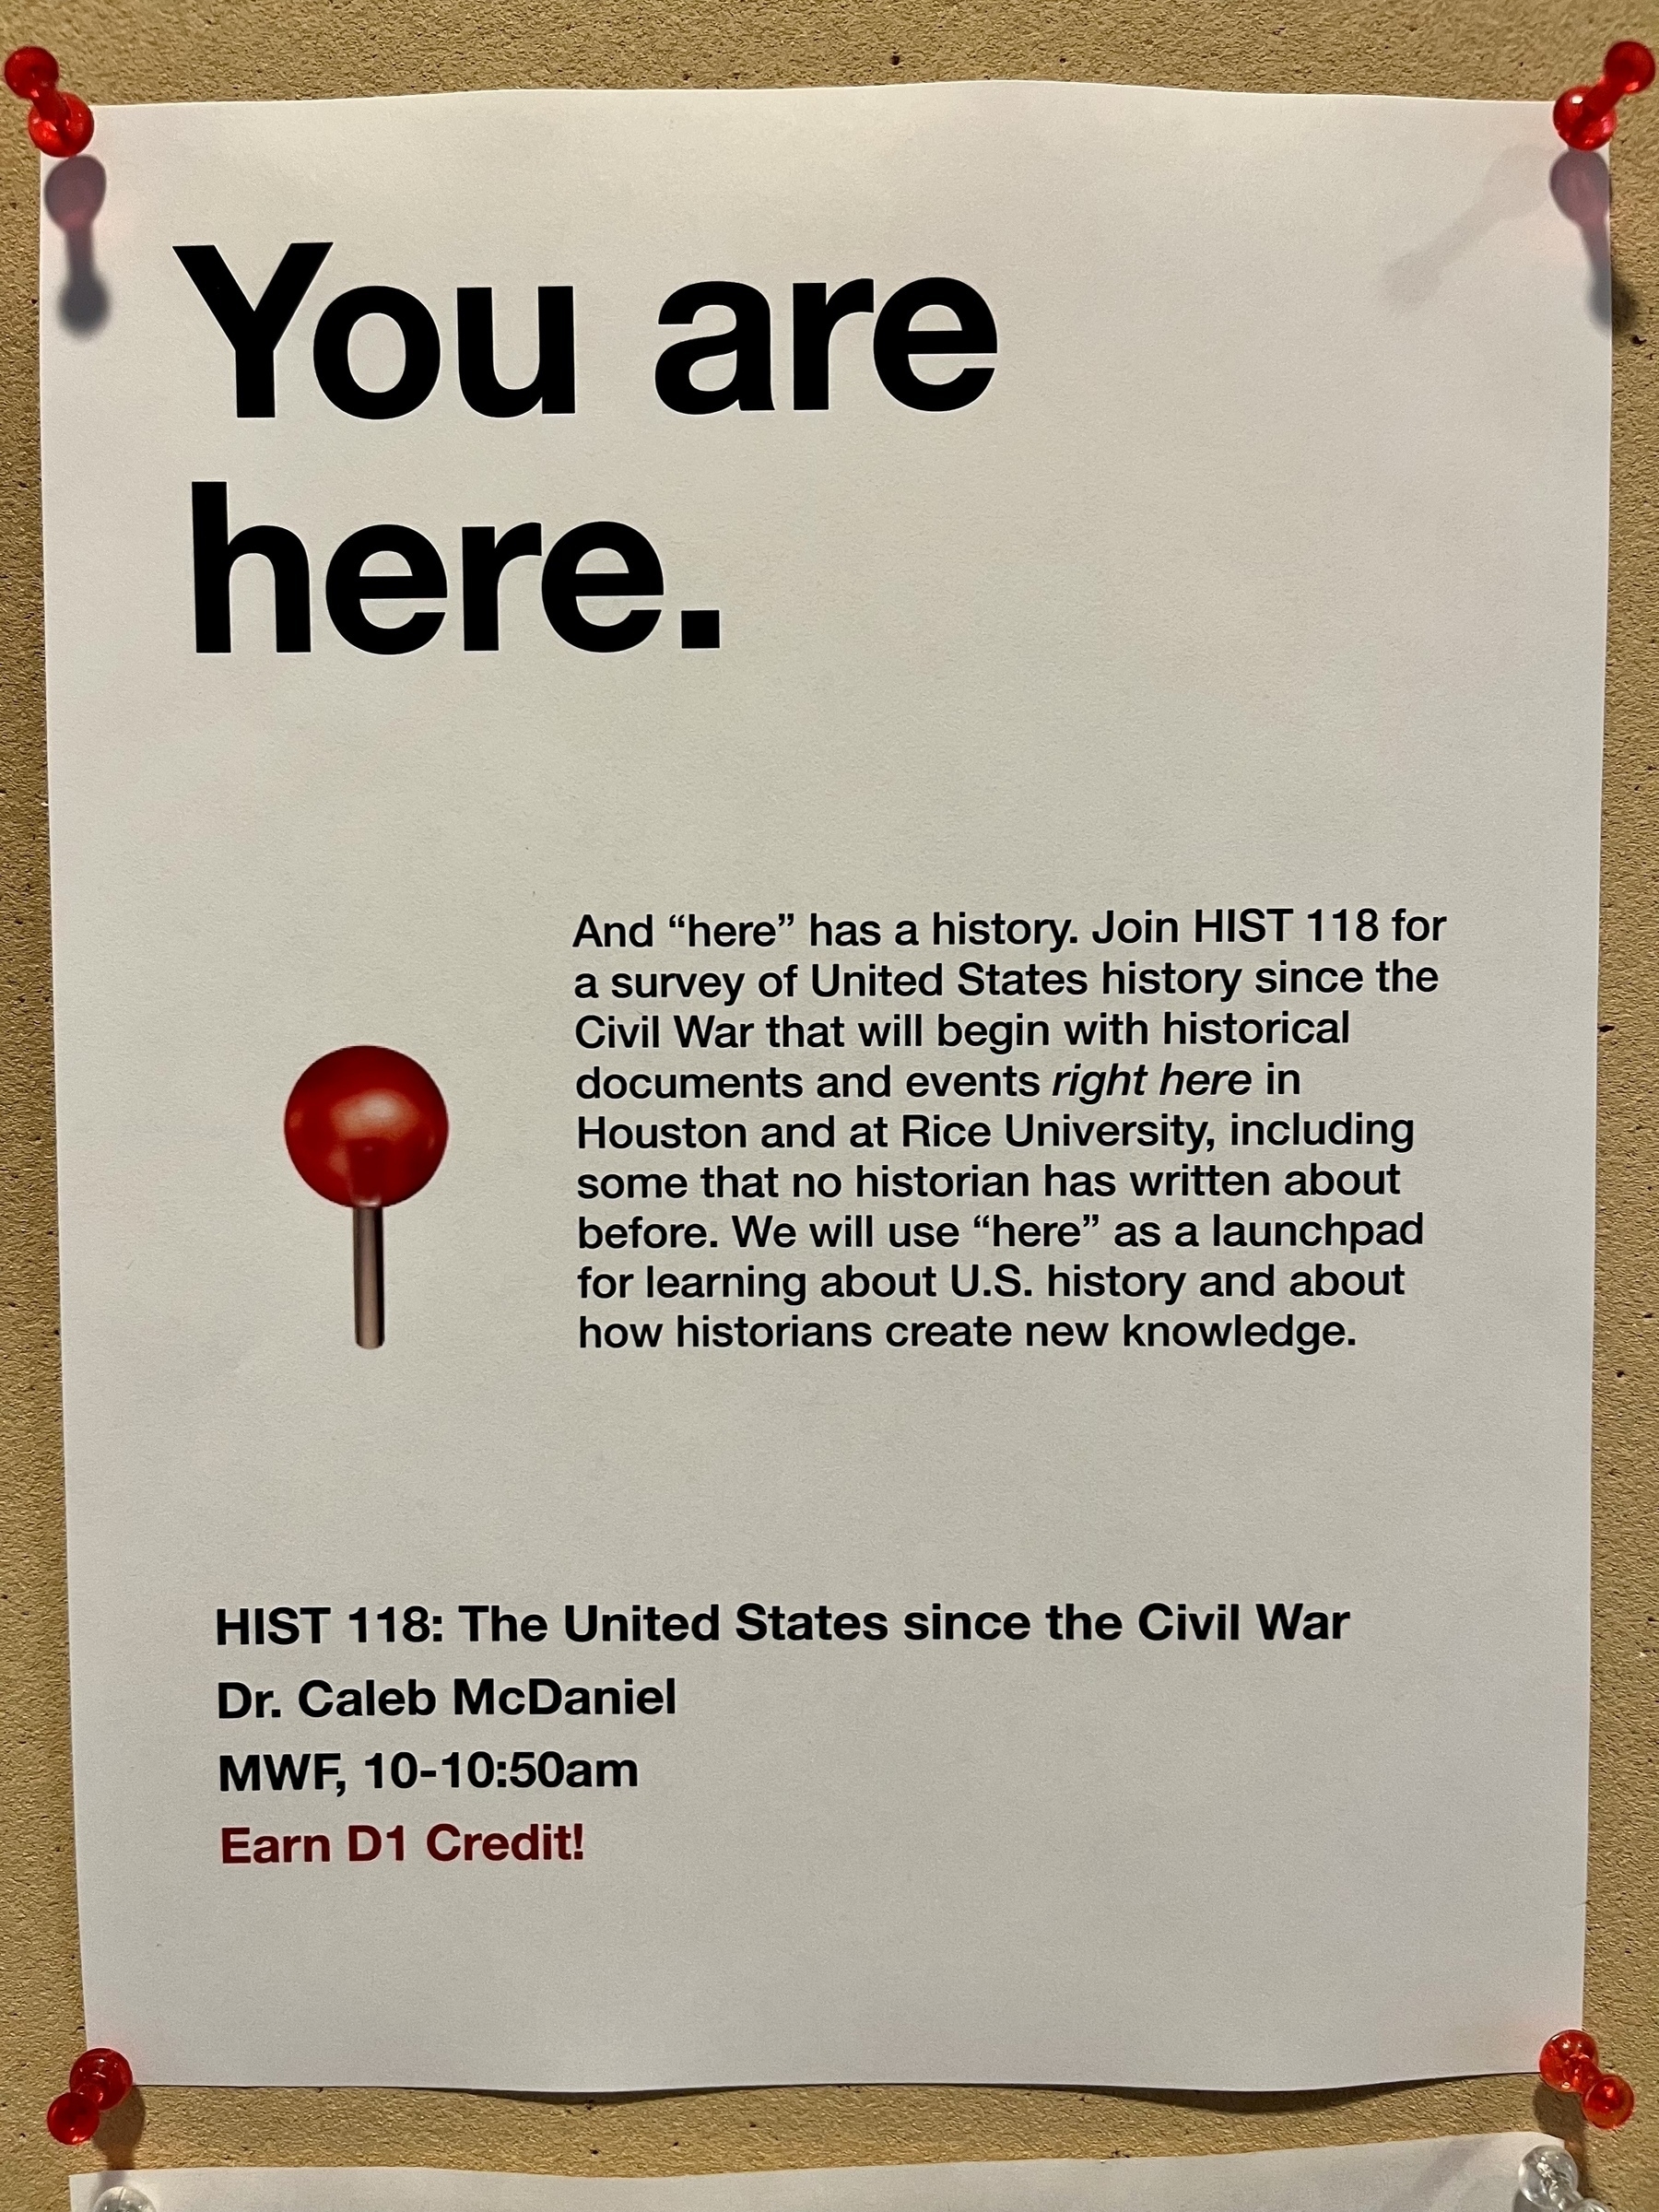 You are
here.
And “here” has a history. Join HIST 118 for
a survey of United States history since the
Civil War that will begin with historical
documents and events right here in
Houston and at Rice University, including
some that no historian has written about
before. We will use “here” as a launchpad
for learning about U.S. history and about
how historians create new knowledge.
HIST 118: The United States since the Civil War
Dr. Caleb McDaniel
MWF, 10-10:50am
Earn D1 Credit!